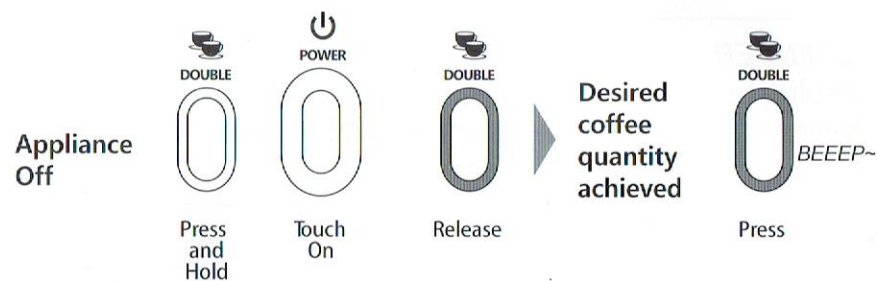 Appliance
Off
DOUBLE
Press
and
Hold
POWER
Touch
On
DOUBLE
Release
Desired
coffee
quantity
achieved
DOUBLE
BEEEP~
Press